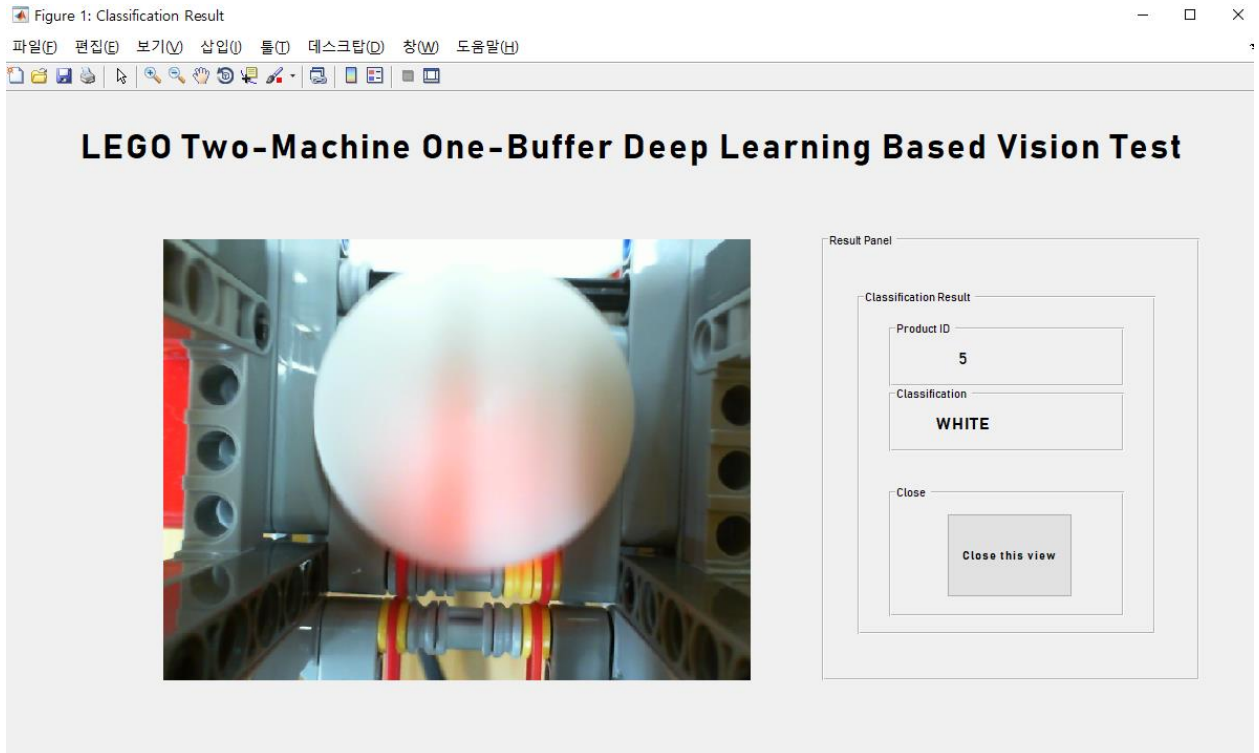 Figure 1: Classification Result
파일(F) 편집(E) 보기(V) 삽입(I) 툴(T) 데스크탑(D) 창(W) 도움말(H)
LEGO Two-Machine One-Buffer Deep Learning Based Vision Test
Result Panel
Classification Result
Product ID
5
Classification
WHITE
Close
Close this view